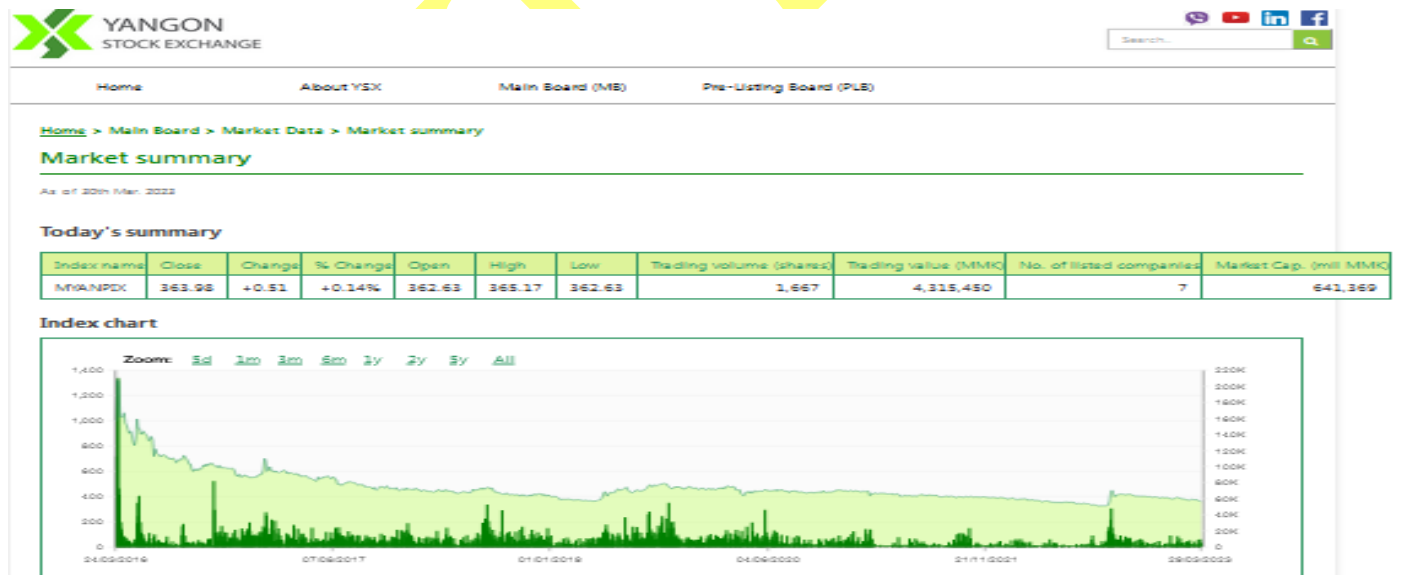 YANGON
STOCK EXCHANGE
Search...
Home About YSX Main Board (MB) Pre-Listing Board (PLB)
Home > Main Board > Market Data > Market summary
Market summary
As of 30th Mar. 2023
Today's summary
Index name Close Change % Change Open High Low Trading volume (shares) Trading value (MMK) No. of listed companies Market Cap. (mill MMK)
MYANPIX 363.98 +0.51 +0.14% 362.63 365.17 362.63 1,667 4,315,450 7 641,369
Index chart
Zoom: 5d 1m 3m 6m 1y 2y 5y All
1,400 220K
1,200 200K
180K
1,000 160K
140K
800 120K
600 100K
80K
400 60K
40K
200 20K
0 0
24/03/2016 07/06/2017 01/01/2019 04/06/2020 21/11/2021 29/03/2023